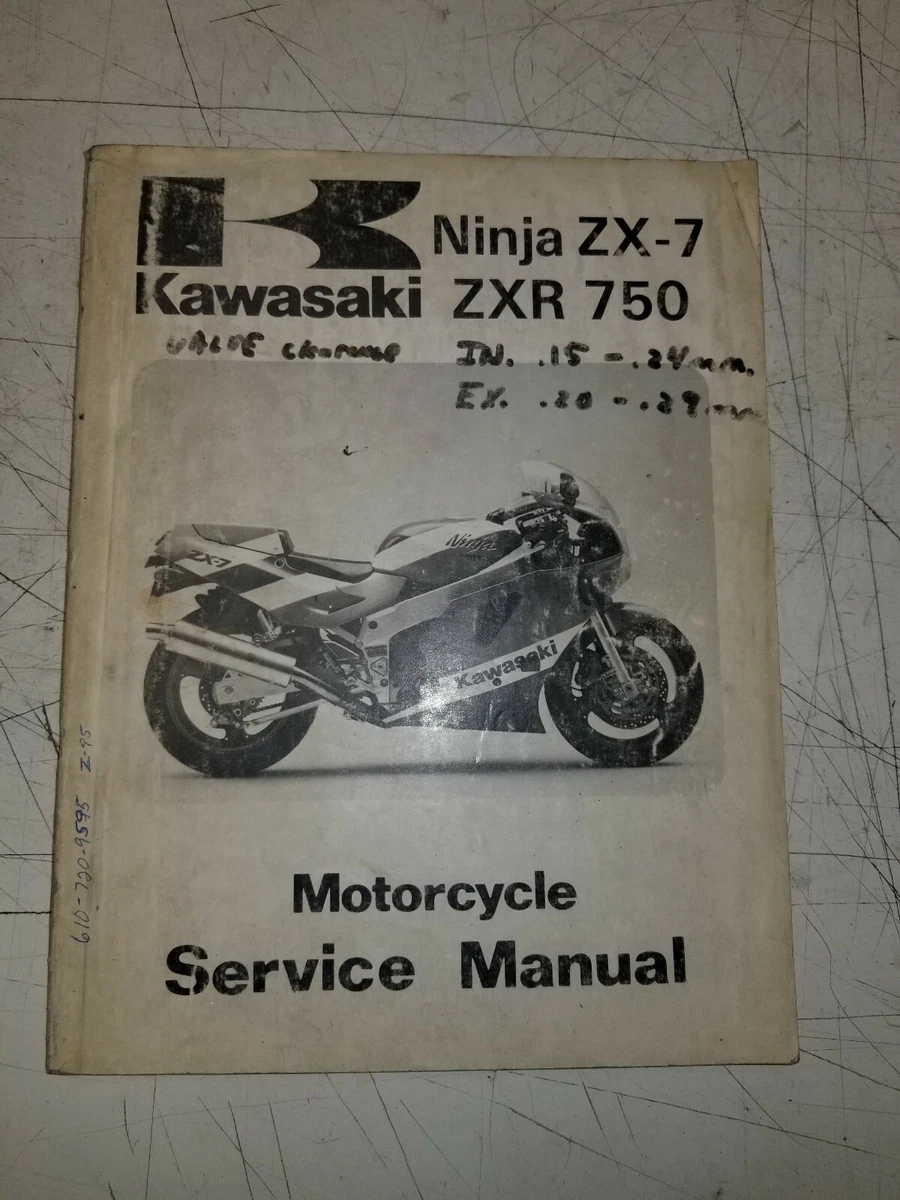 Ninja ZX-7
Kawasaki ZXR 750
VALVE clearance IN. .15 - .24mm.
EX. .20 - .29mm
Ninja
ZX-7
Kawasaki
610-720-9595 Z-95
Motorcycle
Service Manual